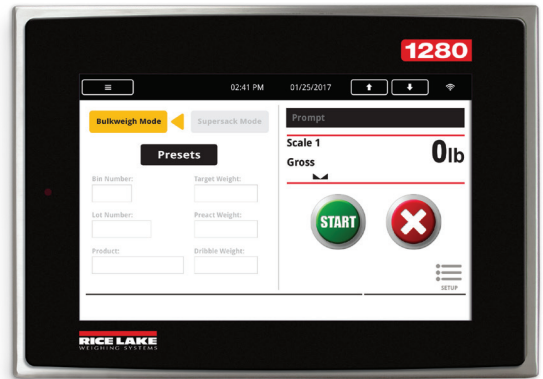 1280
02:41 PM 01/25/2017
Bulkweigh Mode
Supersack Mode
Presets
Bin Number:
Target Weight:
Lot Number:
Preact Weight:
Product:
Dribble Weight:
Prompt
Scale 1
Gross
0lb
START
SETUP
RICE LAKE
WEIGHING SYSTEMS